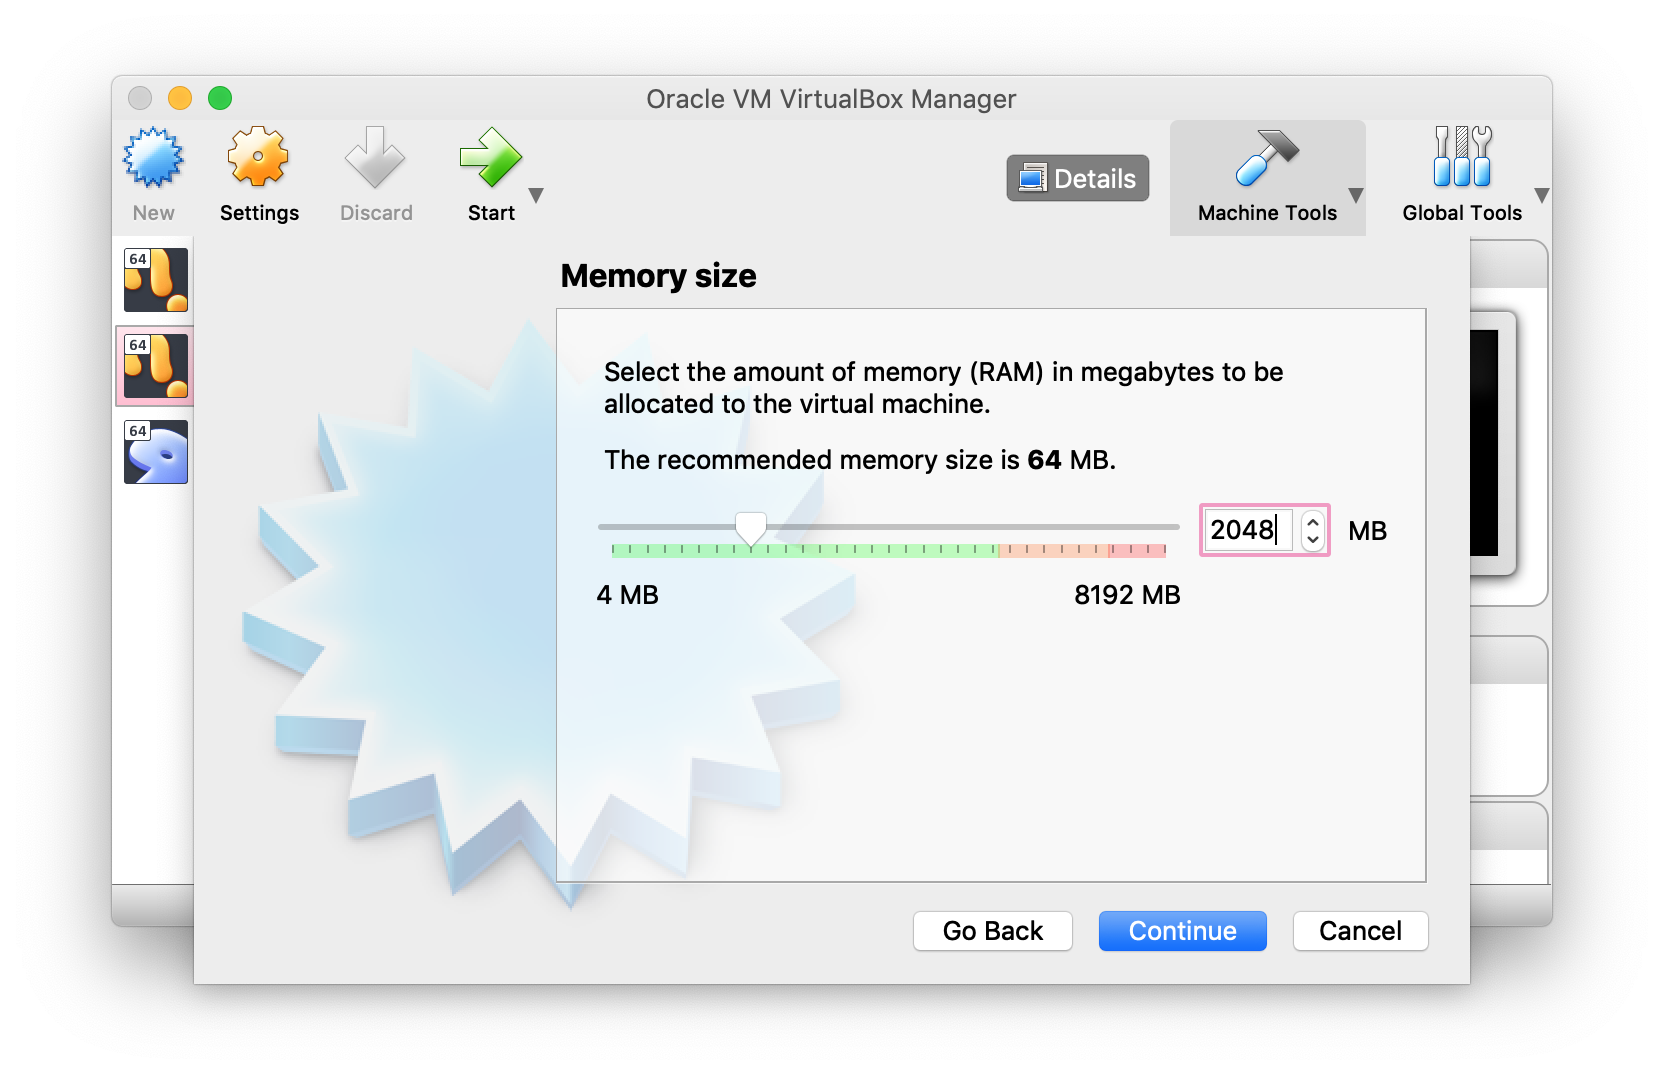 Oracle VM VirtualBox Manager
New
Settings
Discard
Start
Details
Machine Tools
Global Tools
64
64
64
Memory size
Select the amount of memory (RAM) in megabytes to be
allocated to the virtual machine.
The recommended memory size is 64 MB.
2048
MB
4 MB
8192 MB
Go Back
Continue
Cancel